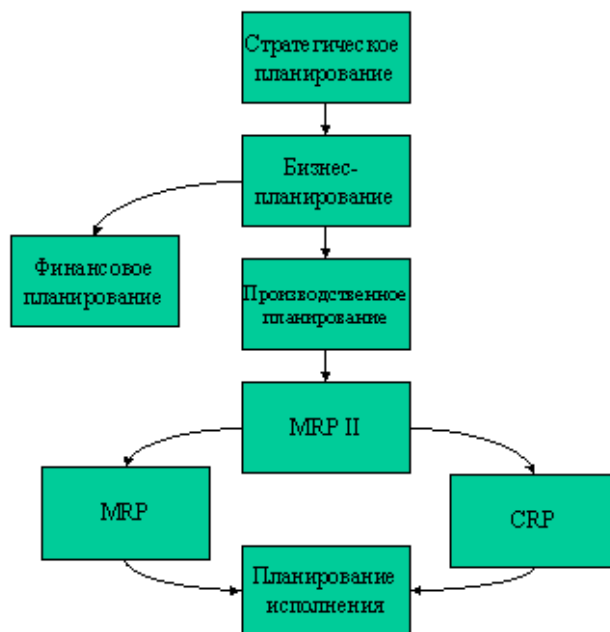 Стратегическое
планирование
Бизнес-
планирование
Финансовое
планирование
Производственное
планирование
MRP II
MRP
CRP
Планирование
исполнения